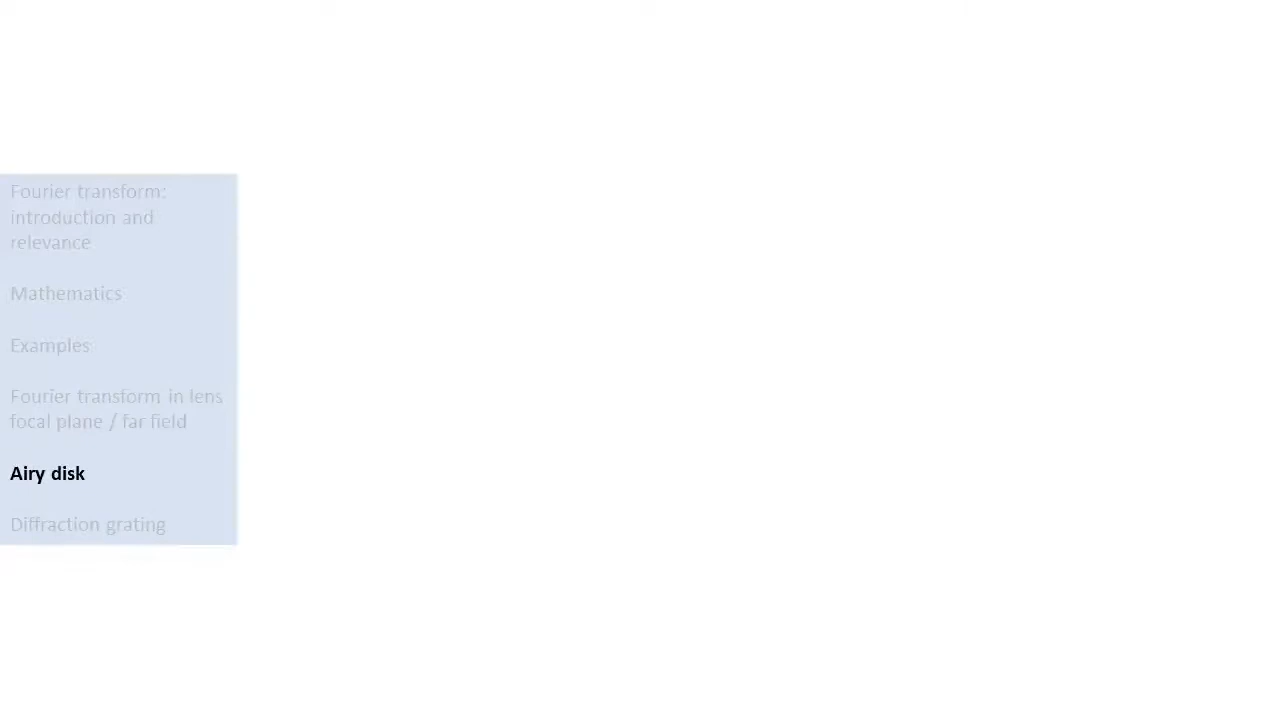 Fourier transform:
introduction and
relevance
Mathematics
Examples
Fourier transform in lens
focal plane / far field
Airy disk
Diffraction grating